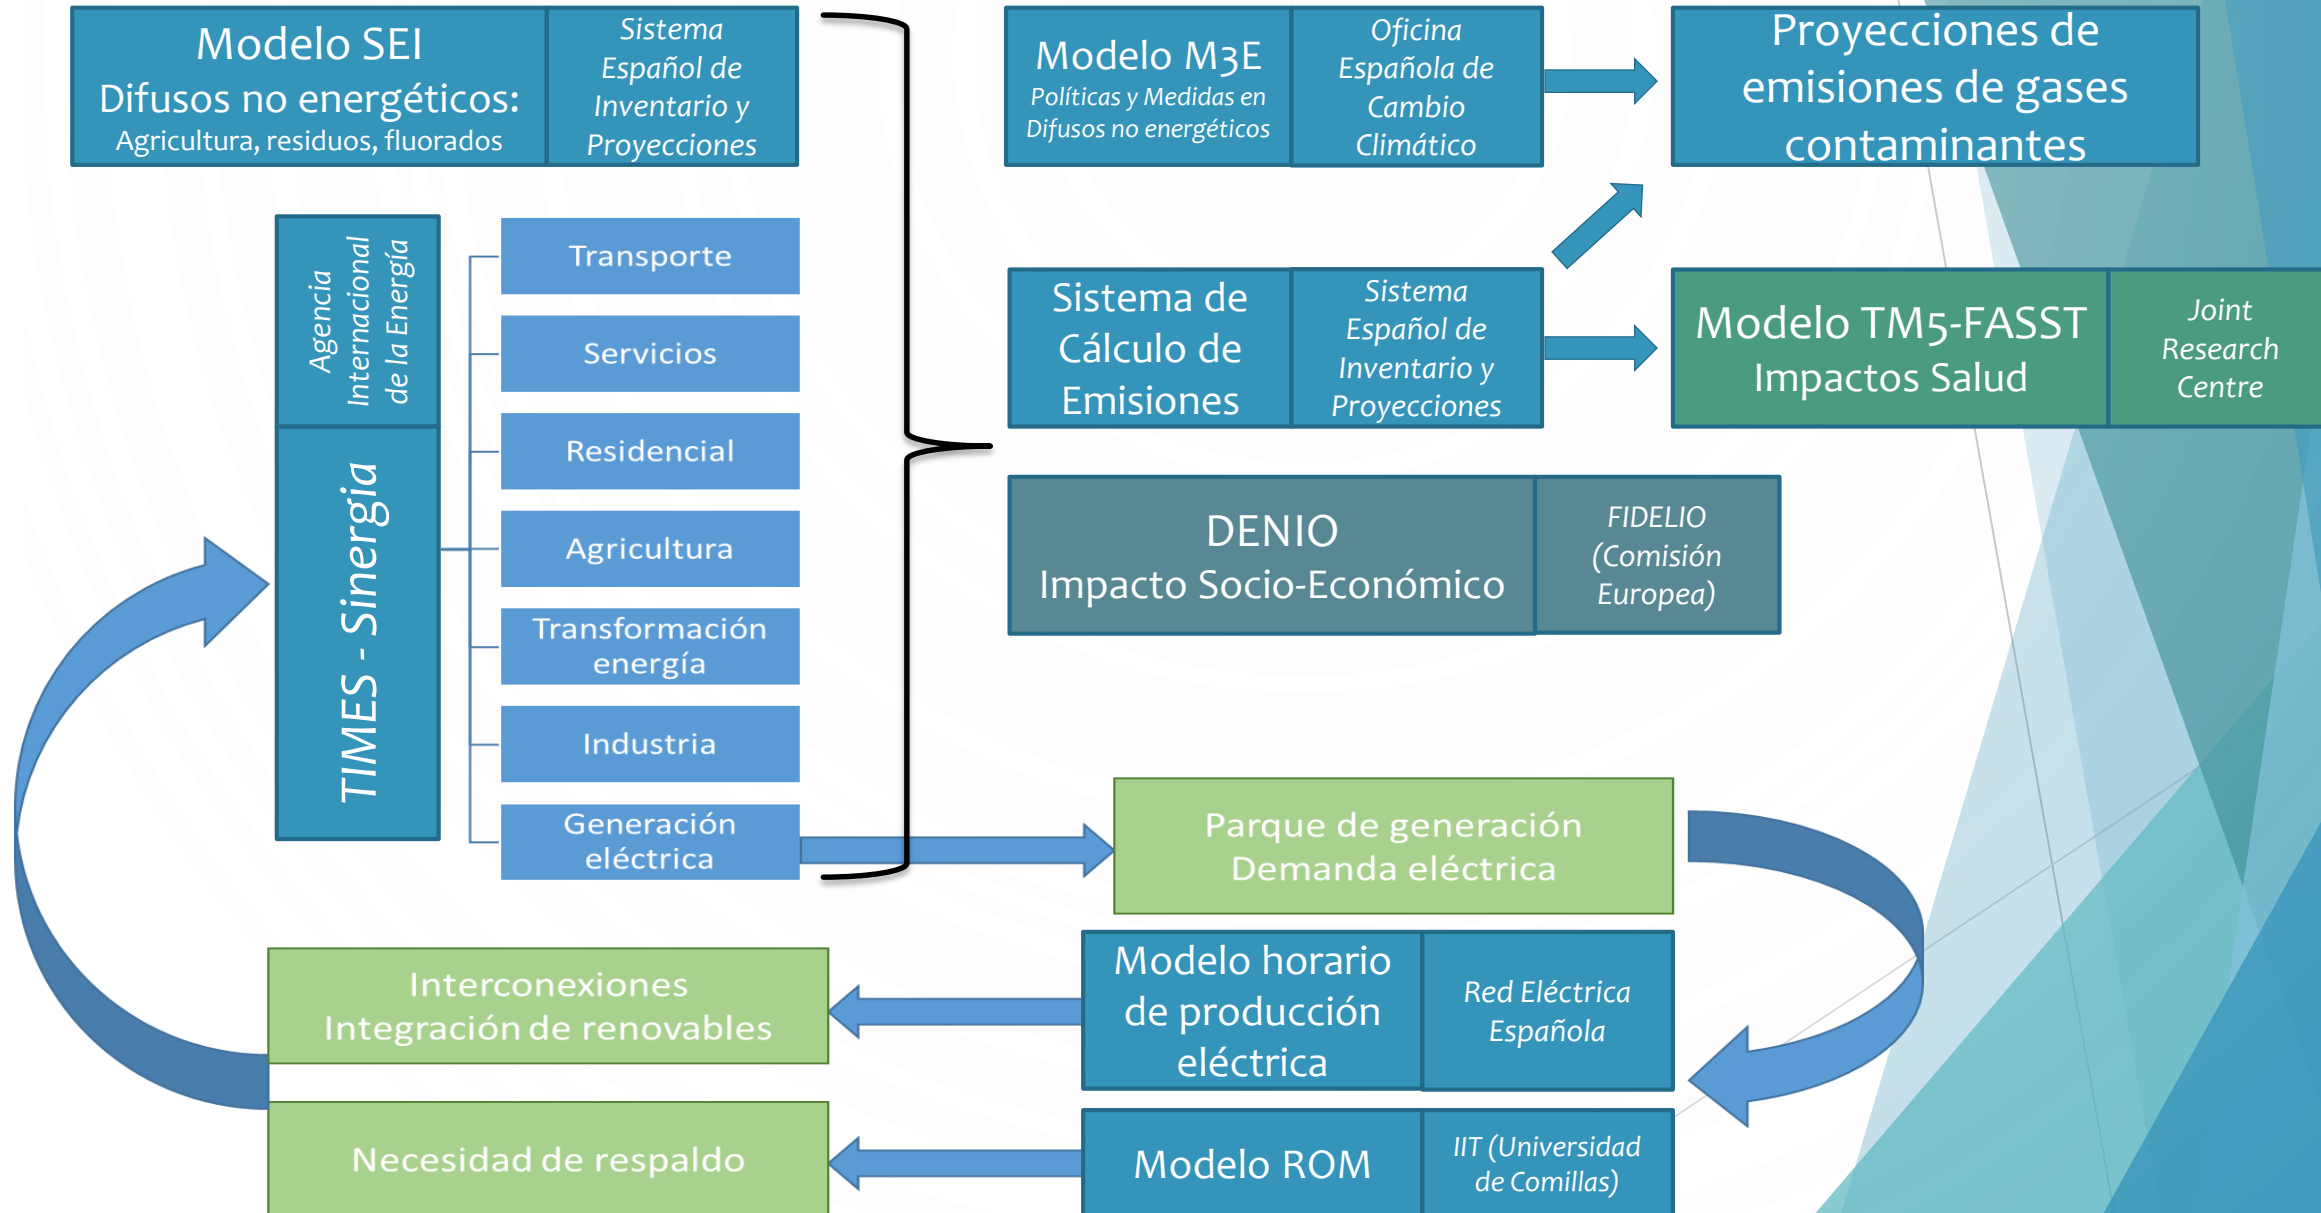 Modelo SEI
Difusos no energéticos:
Agricultura, residuos, fluorados
Sistema
Español de
Inventario y
Proyecciones
Modelo M3E
Políticas y Medidas en
Difusos no energéticos
Oficina
Española de
Cambio
Climático
Proyecciones de
emisiones de gases
contaminantes
Agencia
Internacional
de la Energía
TIMES - Sinergia
Transporte
Servicios
Residencial
Agricultura
Transformación
energía
Industria
Generación
eléctrica
Sistema de
Cálculo de
Emisiones
Sistema
Español de
Inventario y
Proyecciones
Modelo TM5-FASST
Impactos Salud
Joint
Research
Centre
DENIO
Impacto Socio-Económico
FIDELIO
(Comisión
Europea)
Parque de generación
Demanda eléctrica
Interconexiones
Integración de renovables
Modelo horario
de producción
eléctrica
Red Eléctrica
Española
Necesidad de respaldo
Modelo ROM
IIT (Universidad
de Comillas)